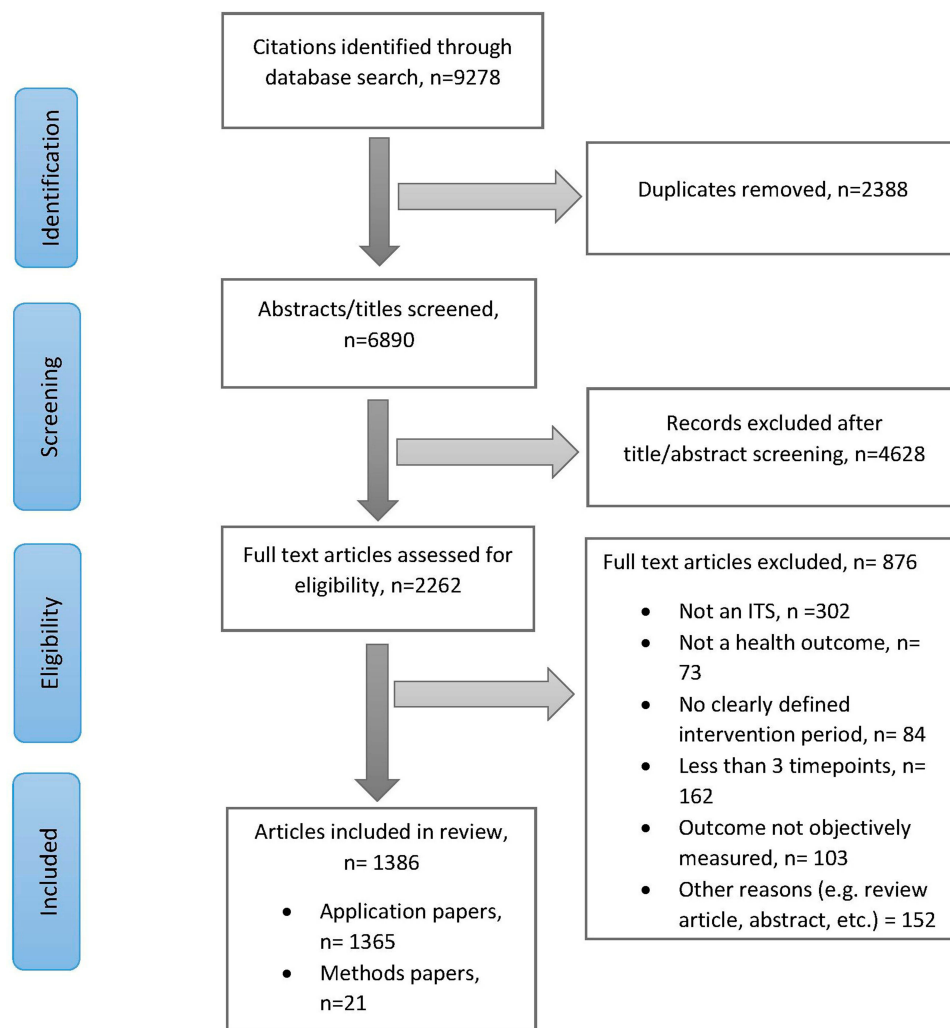 Citations identified through
database search, n=9278
Identification
Duplicates removed, n=2388
Abstracts/titles screened,
n=6890
Screening
Records excluded after
title/abstract screening, n=4628
Full text articles assessed for
eligibility, n=2262
Eligibility
Full text articles excluded, n= 876
• Not an ITS, n =302
• Not a health outcome, n=
73
• No clearly defined
intervention period, n= 84
• Less than 3 timepoints, n=
162
• Outcome not objectively
measured, n= 103
• Other reasons (e.g. review
article, abstract, etc.) = 152
Included
Articles included in review,
n= 1386
• Application papers,
n= 1365
• Methods papers,
n=21